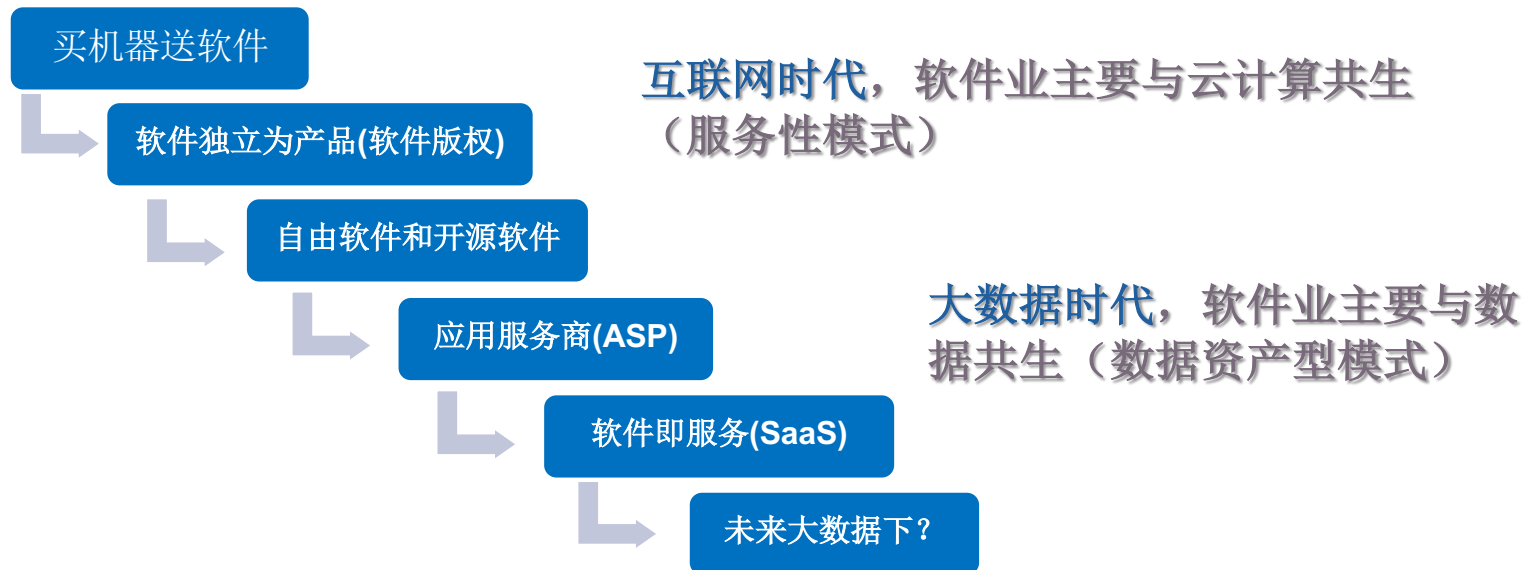 买机器送软件
互联网时代，软件业主要与云计算共生
（服务性模式）
软件独立为产品(软件版权)
自由软件和开源软件
大数据时代，软件业主要与数
据共生（数据资产型模式）
应用服务商(ASP)
软件即服务(SaaS)
未来大数据下？